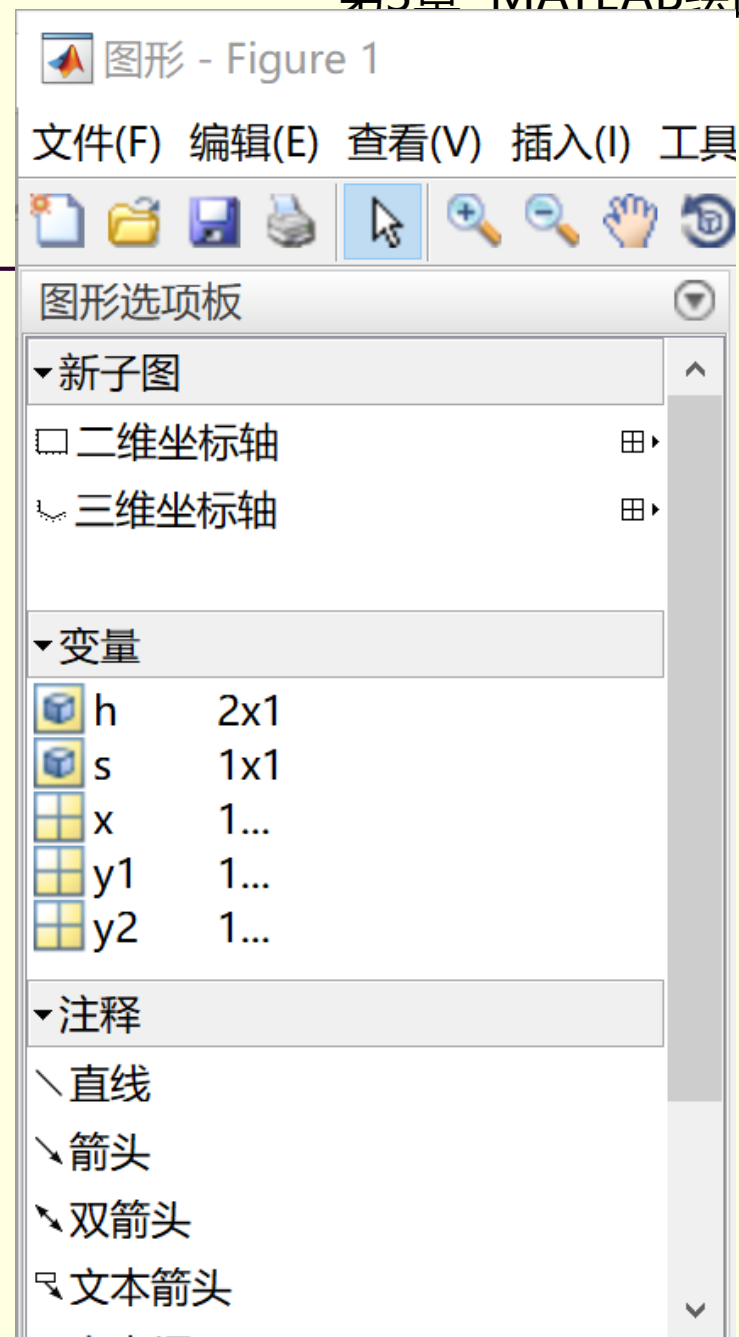 图形 - Figure 1
文件(F) 编辑(E) 查看(V) 插入(I) 工具
图形选项板
新子图
二维坐标轴
三维坐标轴
变量
h 2x1
s 1x1
x 1...
y1 1...
y2 1...
注释
直线
箭头
双箭头
文本箭头